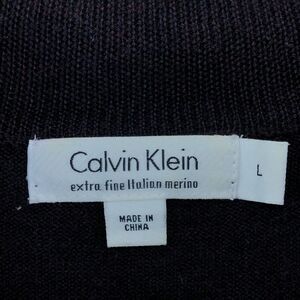 Calvin Klein
extra fine Italian merino
L
MADE IN
CHINA